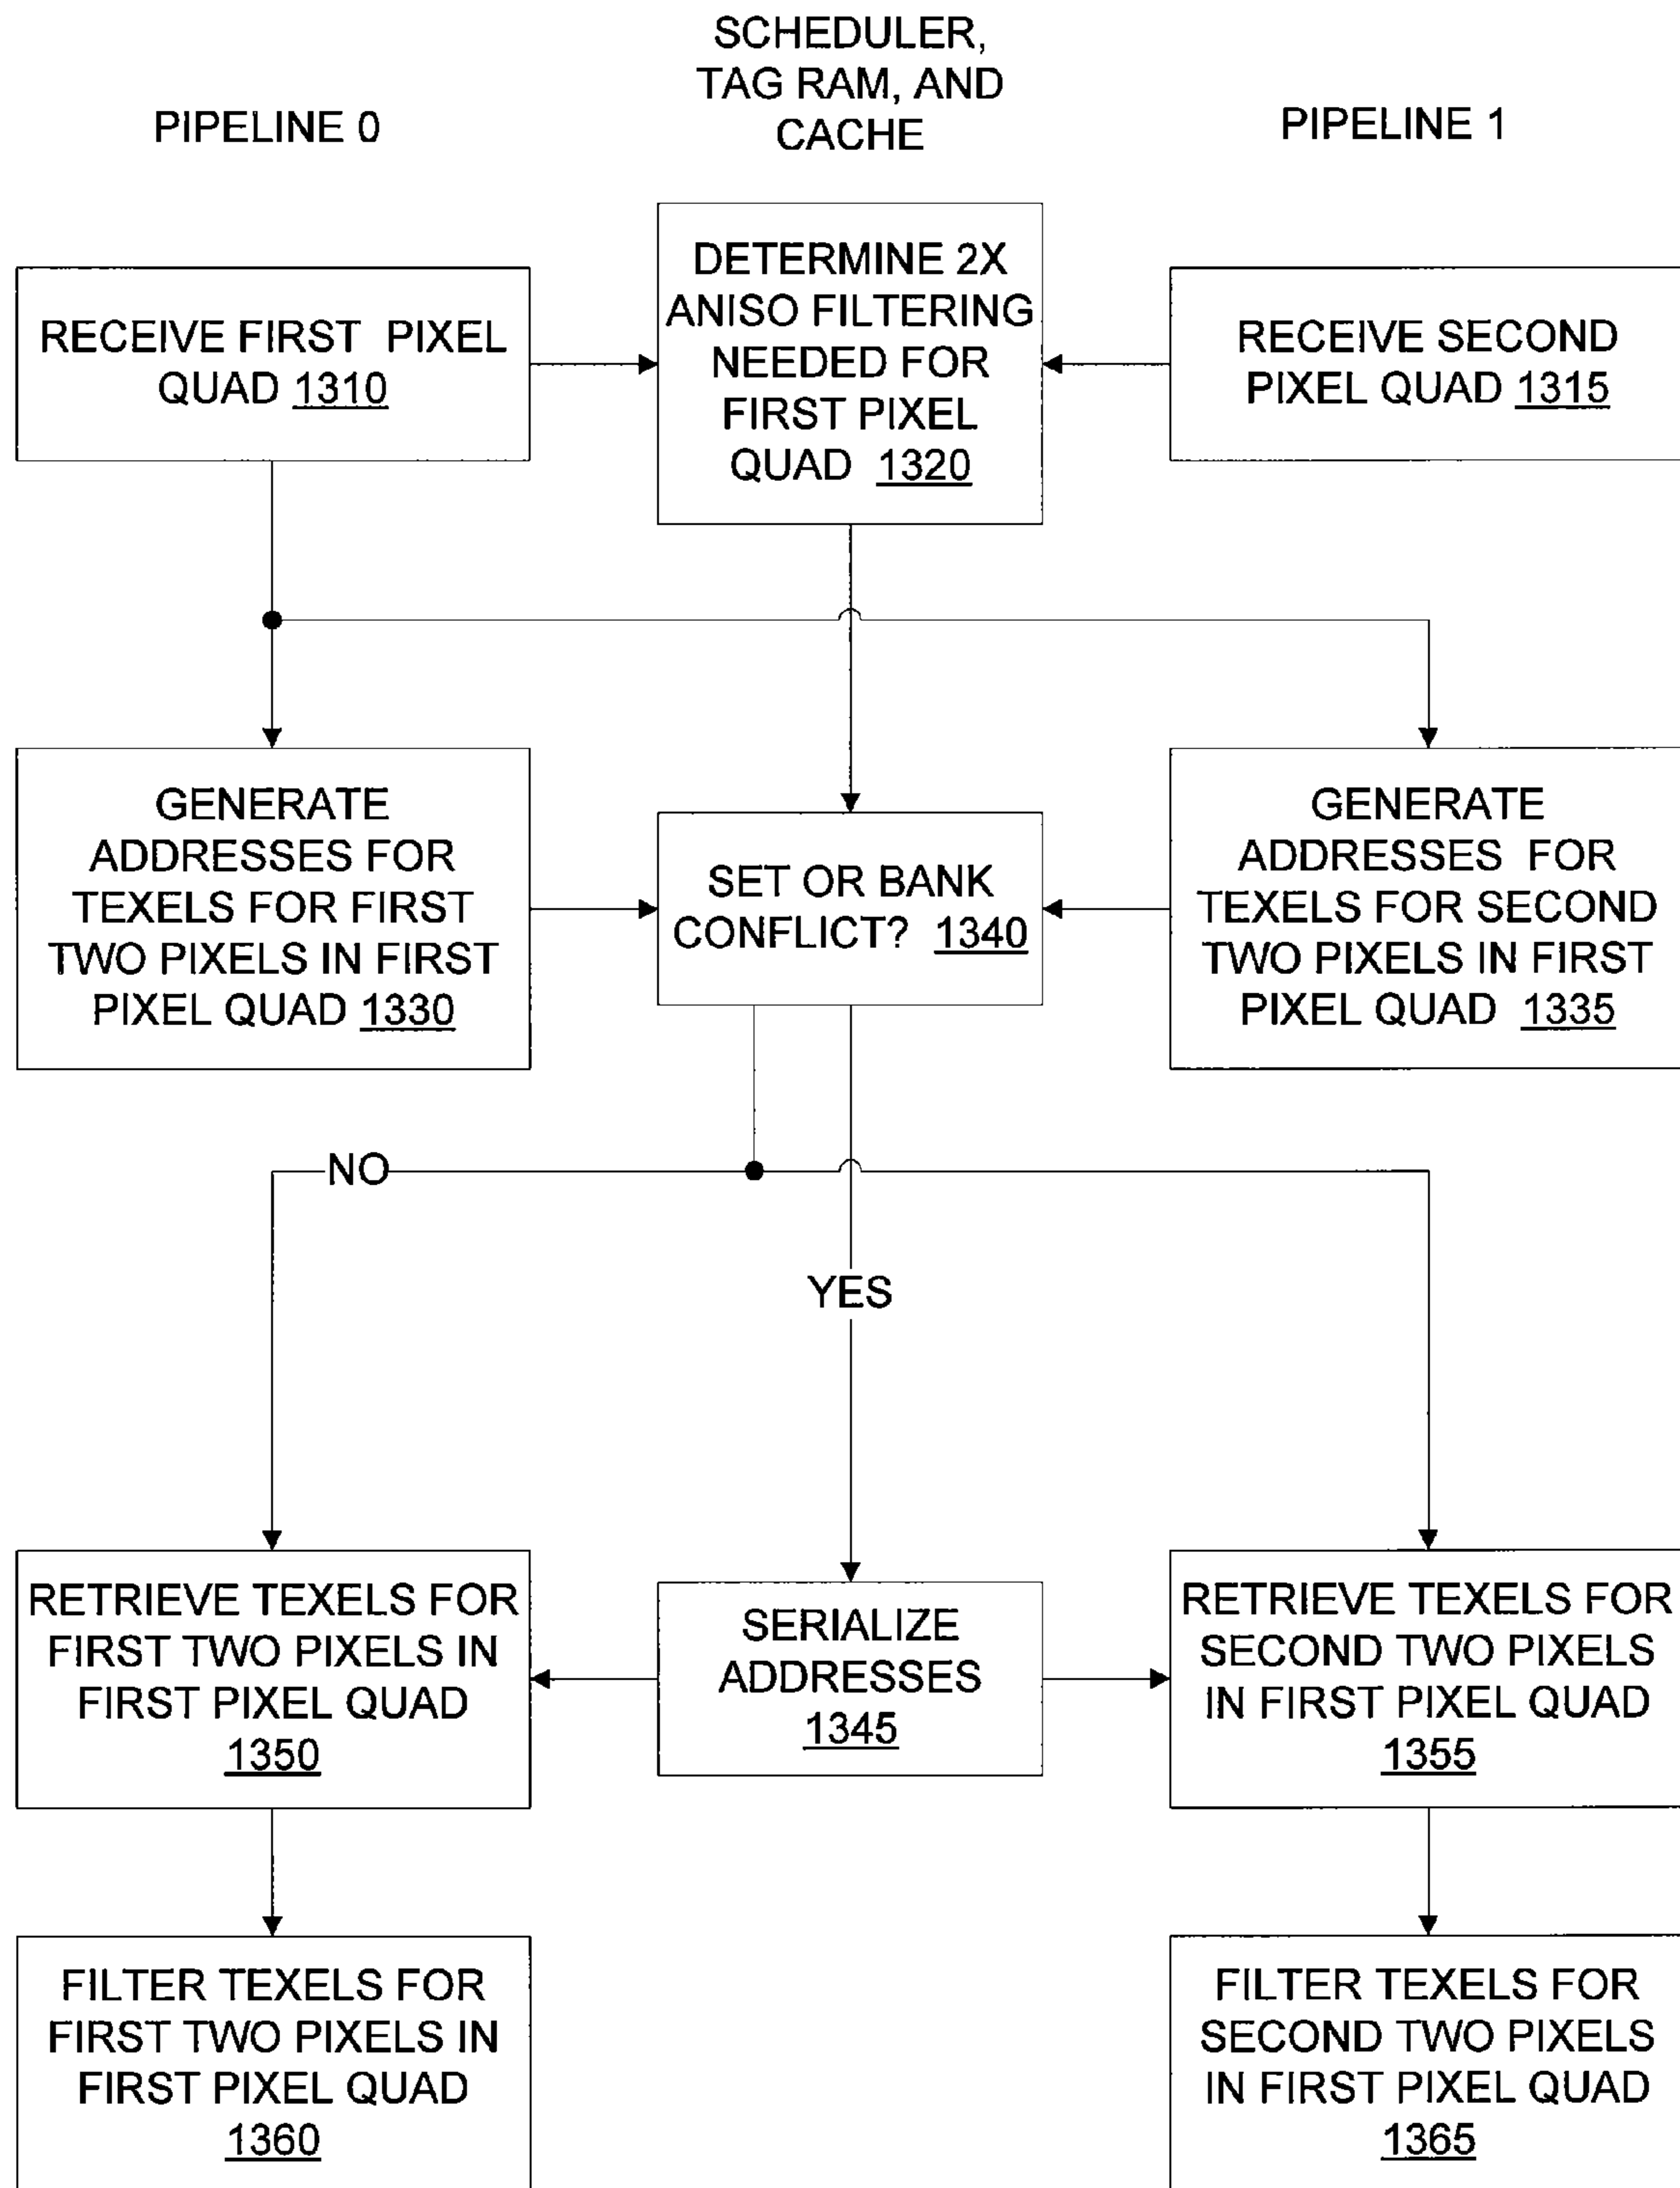 SCHEDULER,
TAG RAM, AND
CACHE
PIPELINE 0
PIPELINE 1
RECEIVE FIRST PIXEL
QUAD 1310
DETERMINE 2X
ANISO FILTERING
NEEDED FOR
FIRST PIXEL
QUAD 1320
RECEIVE SECOND
PIXEL QUAD 1315
GENERATE
ADDRESSES FOR
TEXELS FOR FIRST
TWO PIXELS IN FIRST
PIXEL QUAD 1330
SET OR BANK
CONFLICT? 1340
GENERATE
ADDRESSES FOR
TEXELS FOR SECOND
TWO PIXELS IN FIRST
PIXEL QUAD 1335
NO
YES
RETRIEVE TEXELS FOR
FIRST TWO PIXELS IN
FIRST PIXEL QUAD
1350
SERIALIZE
ADDRESSES
1345
RETRIEVE TEXELS FOR
SECOND TWO PIXELS
IN FIRST PIXEL QUAD
1355
FILTER TEXELS FOR
FIRST TWO PIXELS IN
FIRST PIXEL QUAD
1360
FILTER TEXELS FOR
SECOND TWO PIXELS
IN FIRST PIXEL QUAD
1365